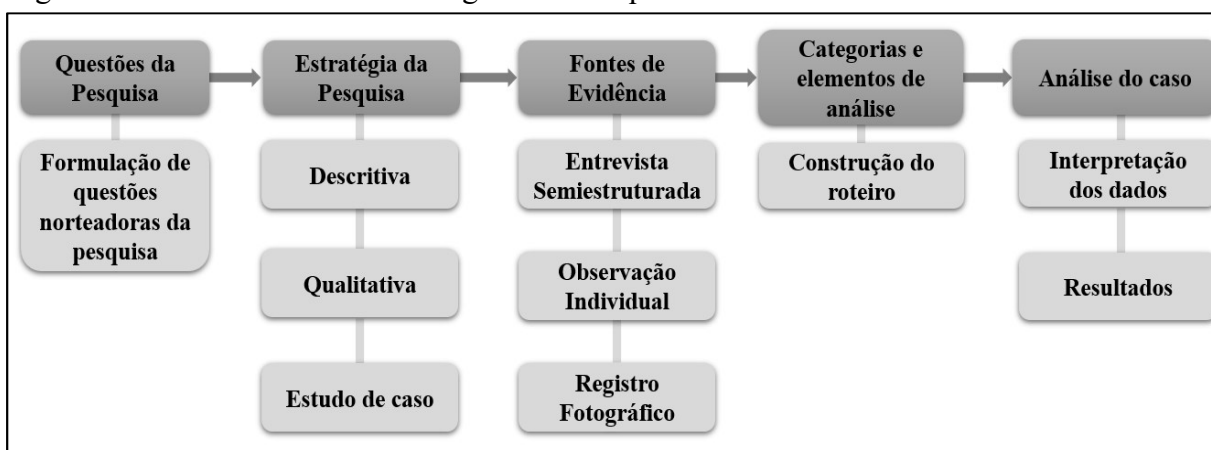 Questões da
Pesquisa
Formulação de
questões
norteadoras da
pesquisa
Estratégia da
Pesquisa
Descritiva
Qualitativa
Estudo de caso
Fontes de
Evidência
Entrevista
Semiestruturada
Observação
Individual
Registro
Fotográfico
Categorias e
elementos de
análise
Construção do
roteiro
Análise do caso
Interpretação
dos dados
Resultados